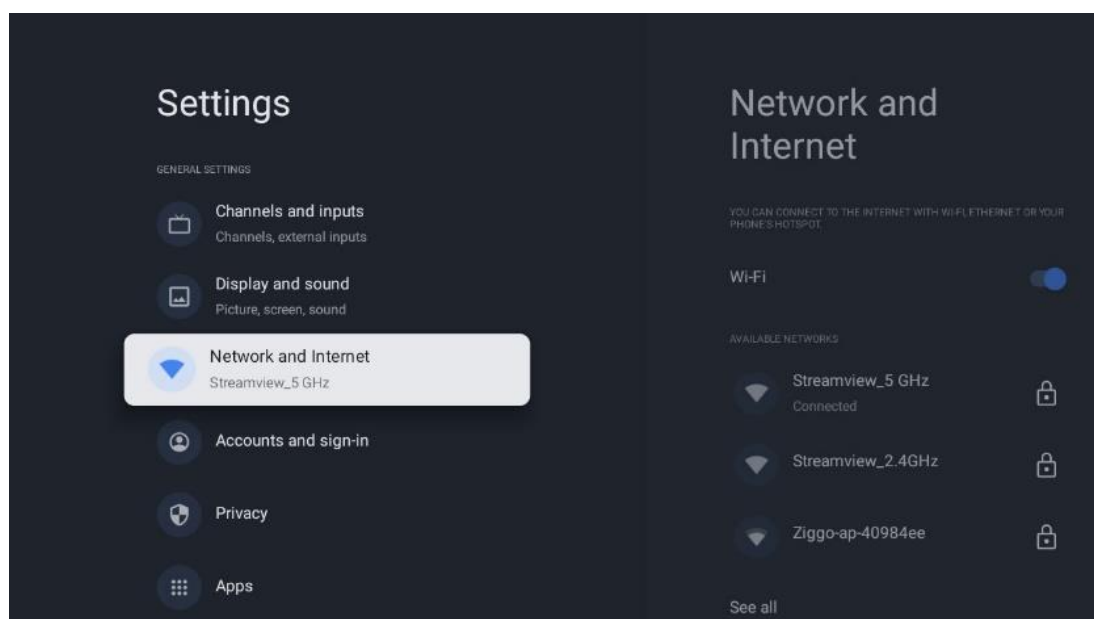 Settings
GENERAL SETTINGS
Channels and inputs
Channels, external inputs
Display and sound
Picture, screen, sound
Network and Internet
Streamview_5 GHz
Accounts and sign-in
Privacy
Apps
Network and
Internet
YOU CAN CONNECT TO THE INTERNET WITH WI-FI, ETHERNET OR YOUR
PHONE'S HOTSPOT.
Wi-Fi
AVAILABLE NETWORKS
Streamview_5 GHz
Connected
Streamview_2.4GHz
Ziggo-ap-40984ee
See all